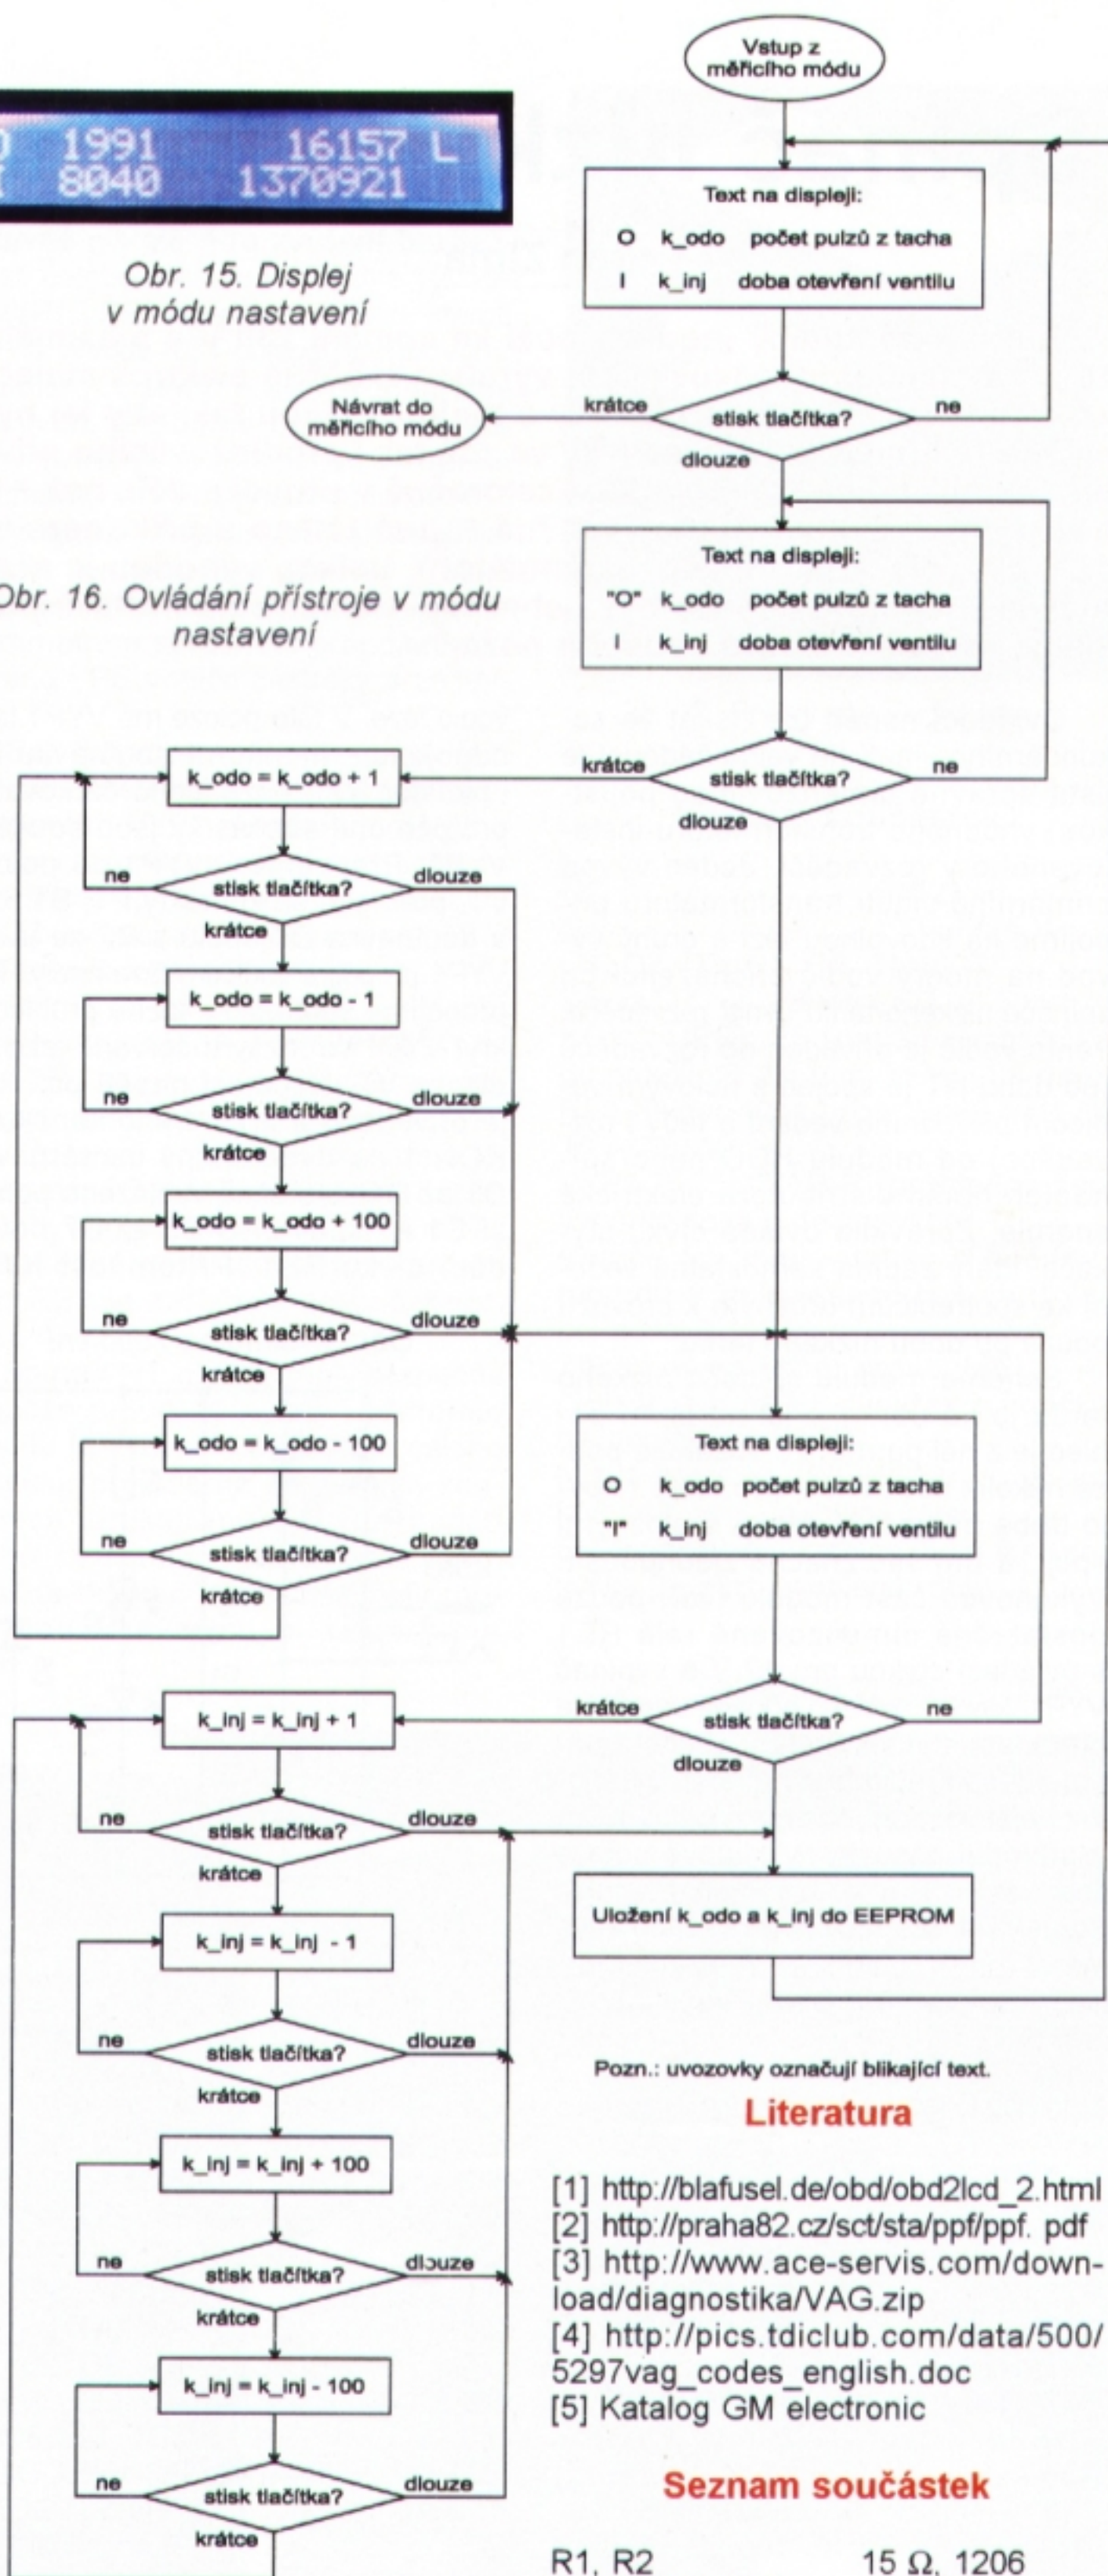 1991 16157 L
8040 1370921
Obr. 15. Displej
v módu nastavení
Obr. 16. Ovládání přístroje v módu
nastavení
Vstup z
měřicího módu
Text na displeji:
O k_odo počet pulzů z tacha
I k_inj doba otevření ventilu
Návrat do
měřicího módu
krátce
stisk tlačítka?
ne
dlouze
Text na displeji:
"O" k_odo počet pulzů z tacha
I k_inj doba otevření ventilu
krátce
stisk tlačítka?
ne
dlouze
k_odo = k_odo + 1
ne
stisk tlačítka?
dlouze
krátce
k_odo = k_odo - 1
ne
stisk tlačítka?
dlouze
krátce
k_odo = k_odo + 100
ne
stisk tlačítka?
dlouze
krátce
k_odo = k_odo - 100
ne
stisk tlačítka?
dlouze
krátce
Text na displeji:
O k_odo počet pulzů z tacha
"I" k_inj doba otevření ventilu
krátce
stisk tlačítka?
ne
dlouze
k_inj = k_inj + 1
ne
stisk tlačítka?
dlouze
krátce
k_inj = k_inj - 1
ne
stisk tlačítka?
dlouze
krátce
k_inj = k_inj + 100
ne
stisk tlačítka?
dlouze
krátce
k_inj = k_inj - 100
ne
stisk tlačítka?
dlouze
krátce
Uložení k_odo a k_inj do EEPROM
Pozn.: uvozovky označují blikající text.
Literatura
[1] http://blafusel.de/obd/obd2lcd_2.html
[2] http://praha82.cz/sct/sta/ppf/ppf. pdf
[3] http://www.ace-servis.com/down-
load/diagnostika/VAG.zip
[4] http://pics.tdiclub.com/data/500/
5297vag_codes_english.doc
[5] Katalog GM electronic
Seznam součástek
R1, R2 15 Ω, 1206